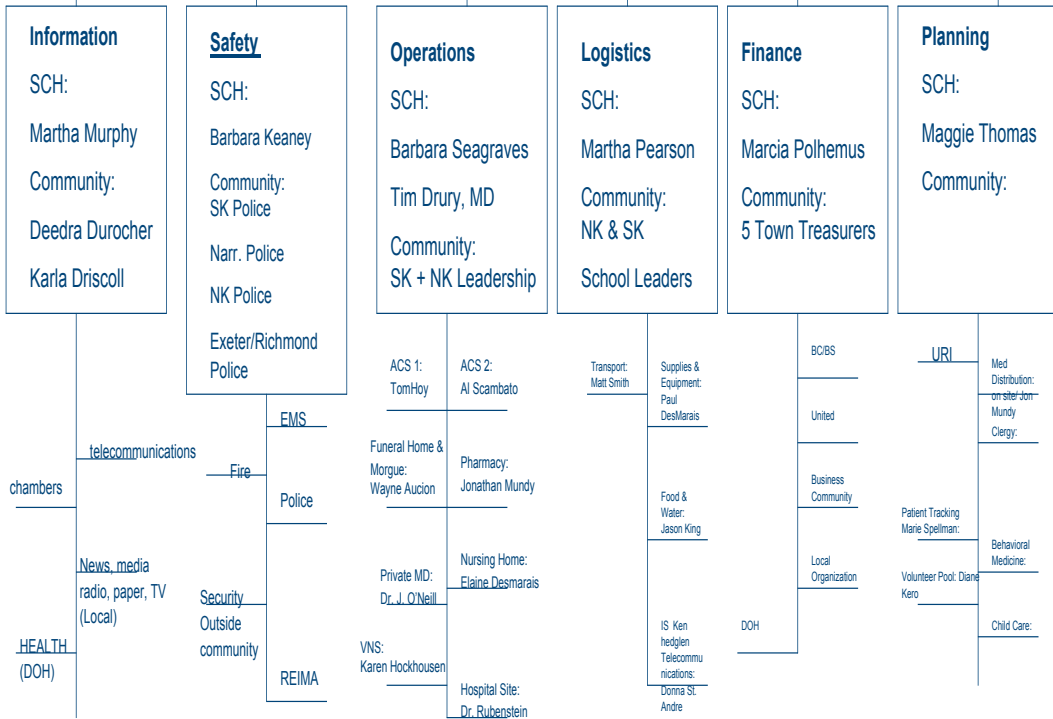 Information
SCH:
Martha Murphy
Community:
Deedra Durocher
Karla Driscoll
telecommunications
chambers
News, media
radio, paper, TV
(Local)
HEALTH
(DOH)
Safety
SCH:
Barbara Keaney
Community:
SK Police
Narr. Police
NK Police
Exeter/Richmond
Police
EMS
Fire
Police
Security
Outside
community
REIMA
Operations
SCH:
Barbara Seagraves
Tim Drury, MD
Community:
SK + NK Leadership
ACS 1:
TomHoy
ACS 2:
Al Scambato
Funeral Home &
Morgue:
Wayne Aucion
Pharmacy:
Jonathan Mundy
Nursing Home:
Elaine Desmarais
Private MD:
Dr. J. O'Neill
VNS:
Karen Hockhousen
Hospital Site:
Dr. Rubenstein
Logistics
SCH:
Martha Pearson
Community:
NK & SK
School Leaders
Transport:
Matt Smith
Supplies &
Equipment:
Paul
DesMarais
Food &
Water:
Jason King
IS Ken
hedglen
Telecommu
nications:
Donna St.
Andre
Finance
SCH:
Marcia Polhemus
Community:
5 Town Treasurers
BC/BS
United
Business
Community
Local
Organization
DOH
Planning
SCH:
Maggie Thomas
Community:
URI
Med
Distribution:
on site/ Jon
Mundy
Clergy:
Patient Tracking
Marie Spellman:
Behavioral
Medicine:
Volunteer Pool: Diane
Kero
Child Care: